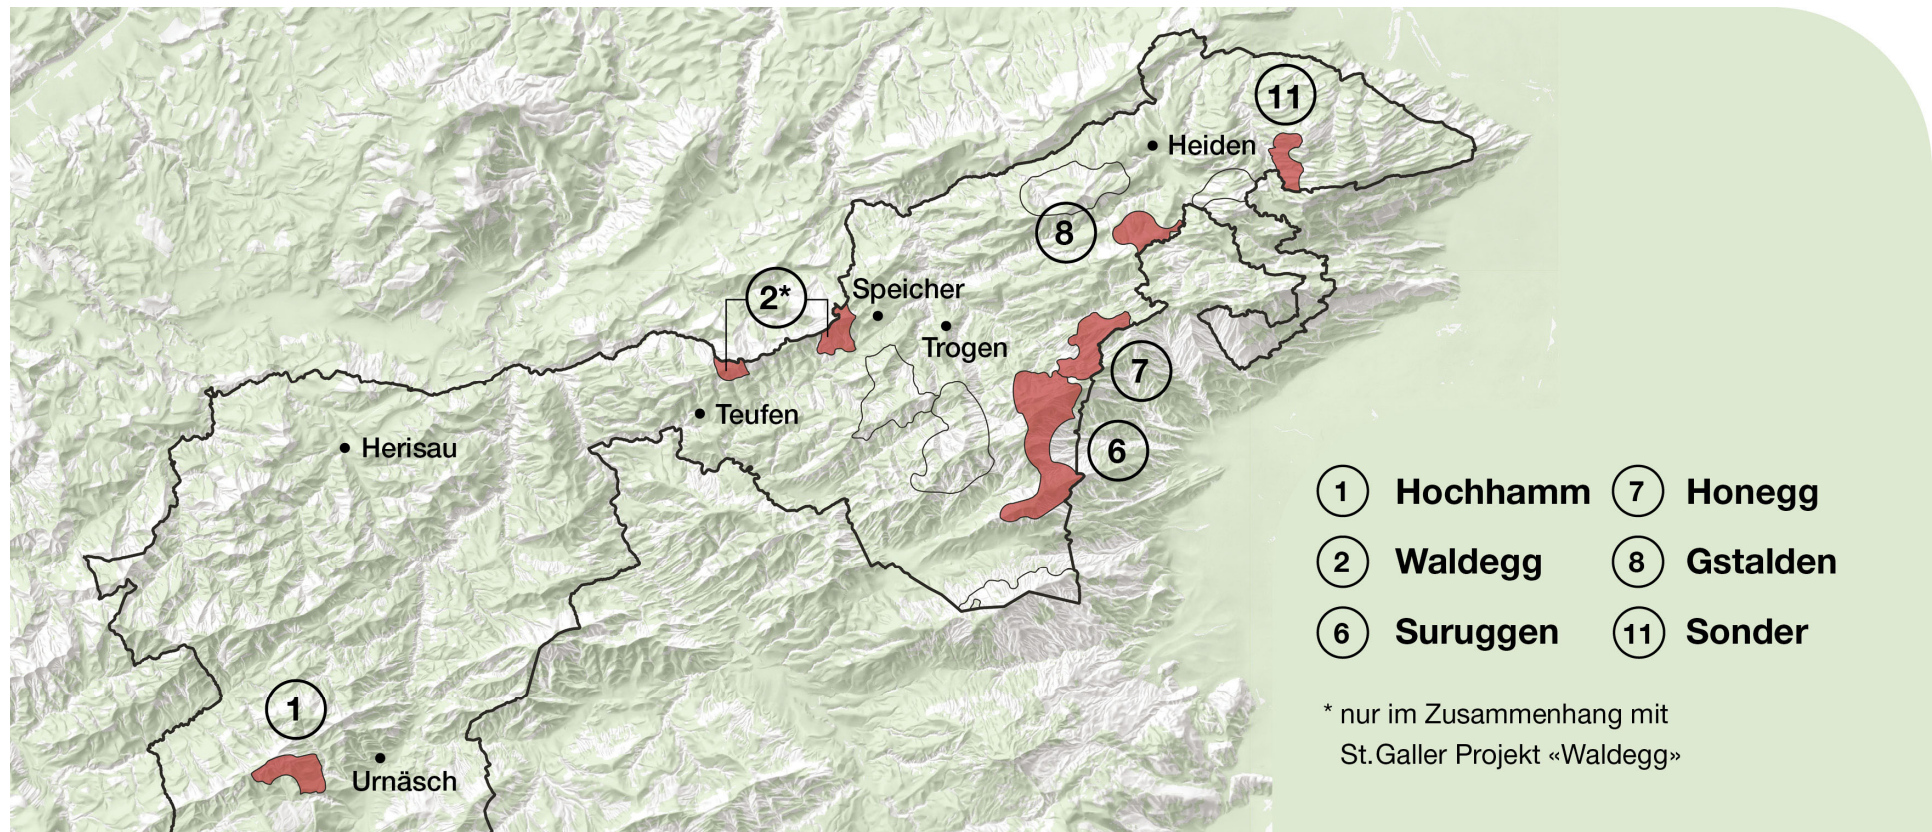 11
Heiden
8
2*
Speicher
Trogen
7
Teufen
Herisau
6
1
Urnäsch
1 Hochhamm
2 Waldegg
6 Suruggen
7 Honegg
8 Gstalden
11 Sonder
* nur im Zusammenhang mit
St. Galler Projekt «Waldegg»